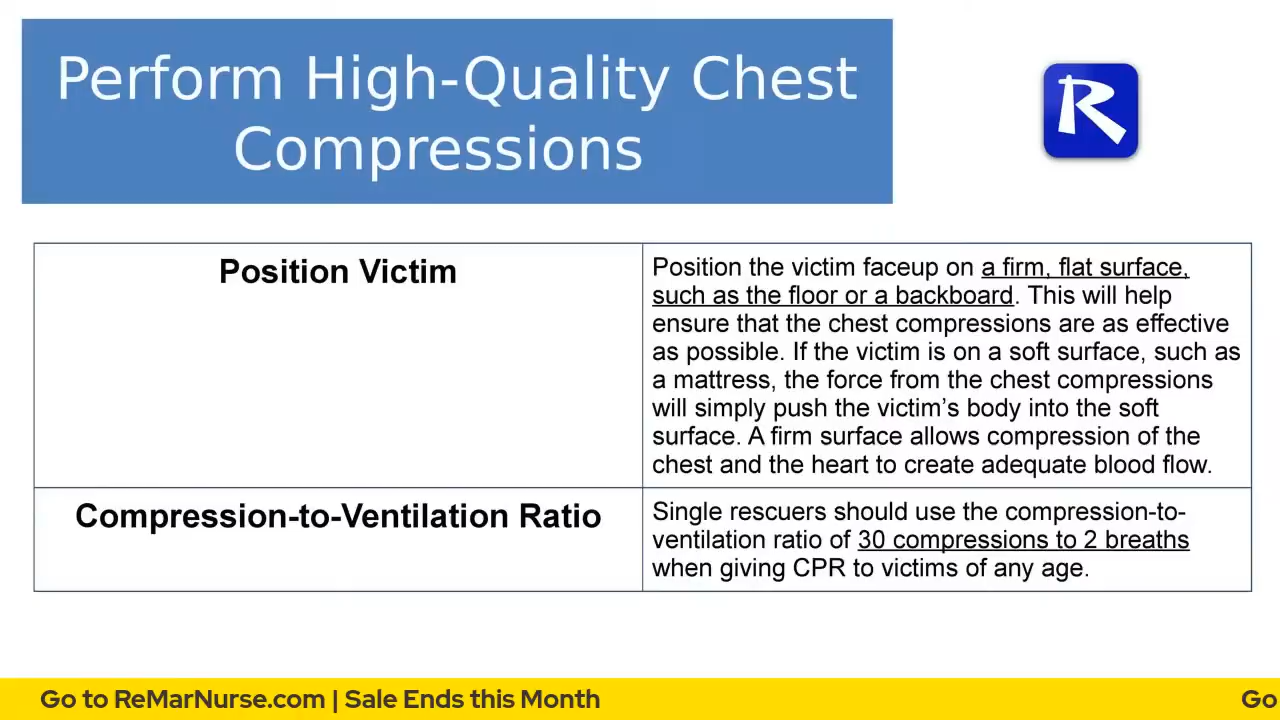 Perform High-Quality Chest
Compressions
R
Position Victim
Position the victim faceup on a firm, flat surface,
such as the floor or a backboard. This will help
ensure that the chest compressions are as effective
as possible. If the victim is on a soft surface, such as
a mattress, the force from the chest compressions
will simply push the victim’s body into the soft
surface. A firm surface allows compression of the
chest and the heart to create adequate blood flow.
Compression-to-Ventilation Ratio
Single rescuers should use the compression-to-
ventilation ratio of 30 compressions to 2 breaths
when giving CPR to victims of any age.
Go to ReMarNurse.com | Sale Ends this Month
Go